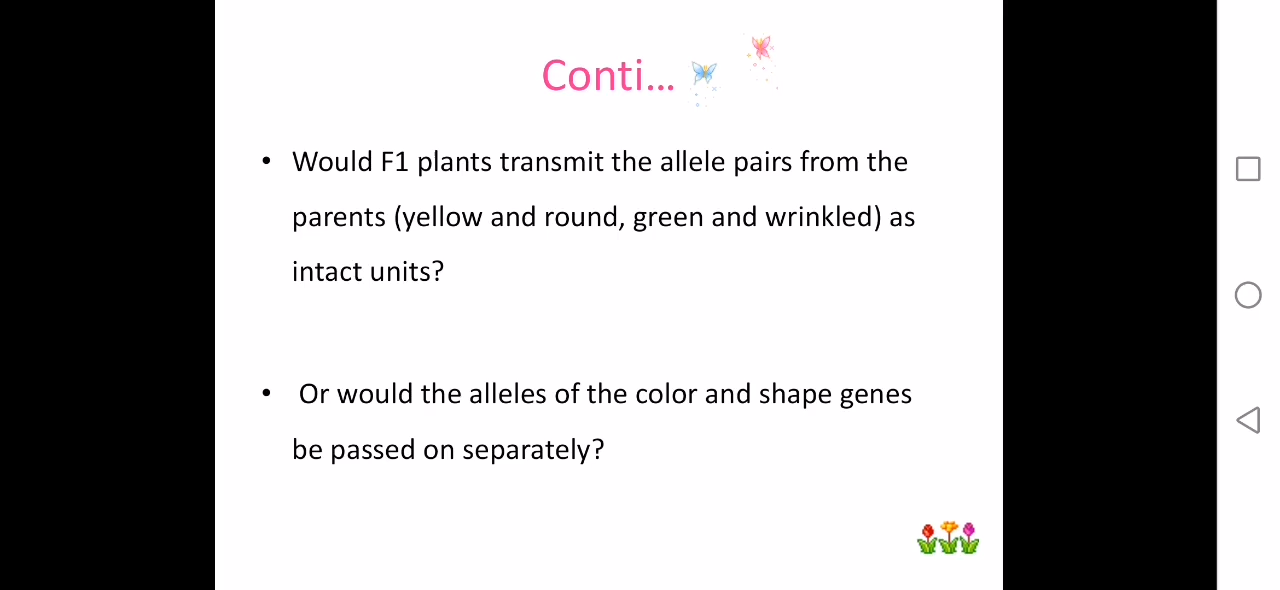 Conti...
• Would F1 plants transmit the allele pairs from the
parents (yellow and round, green and wrinkled) as
intact units?
• Or would the alleles of the color and shape genes
be passed on separately?